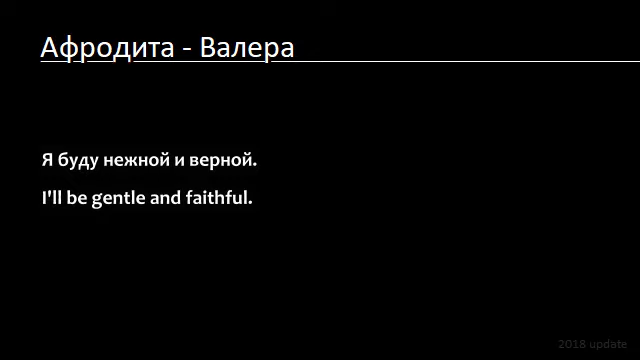 Афродита - Валера
Я буду нежной и верной.
I'll be gentle and faithful.
2018 update